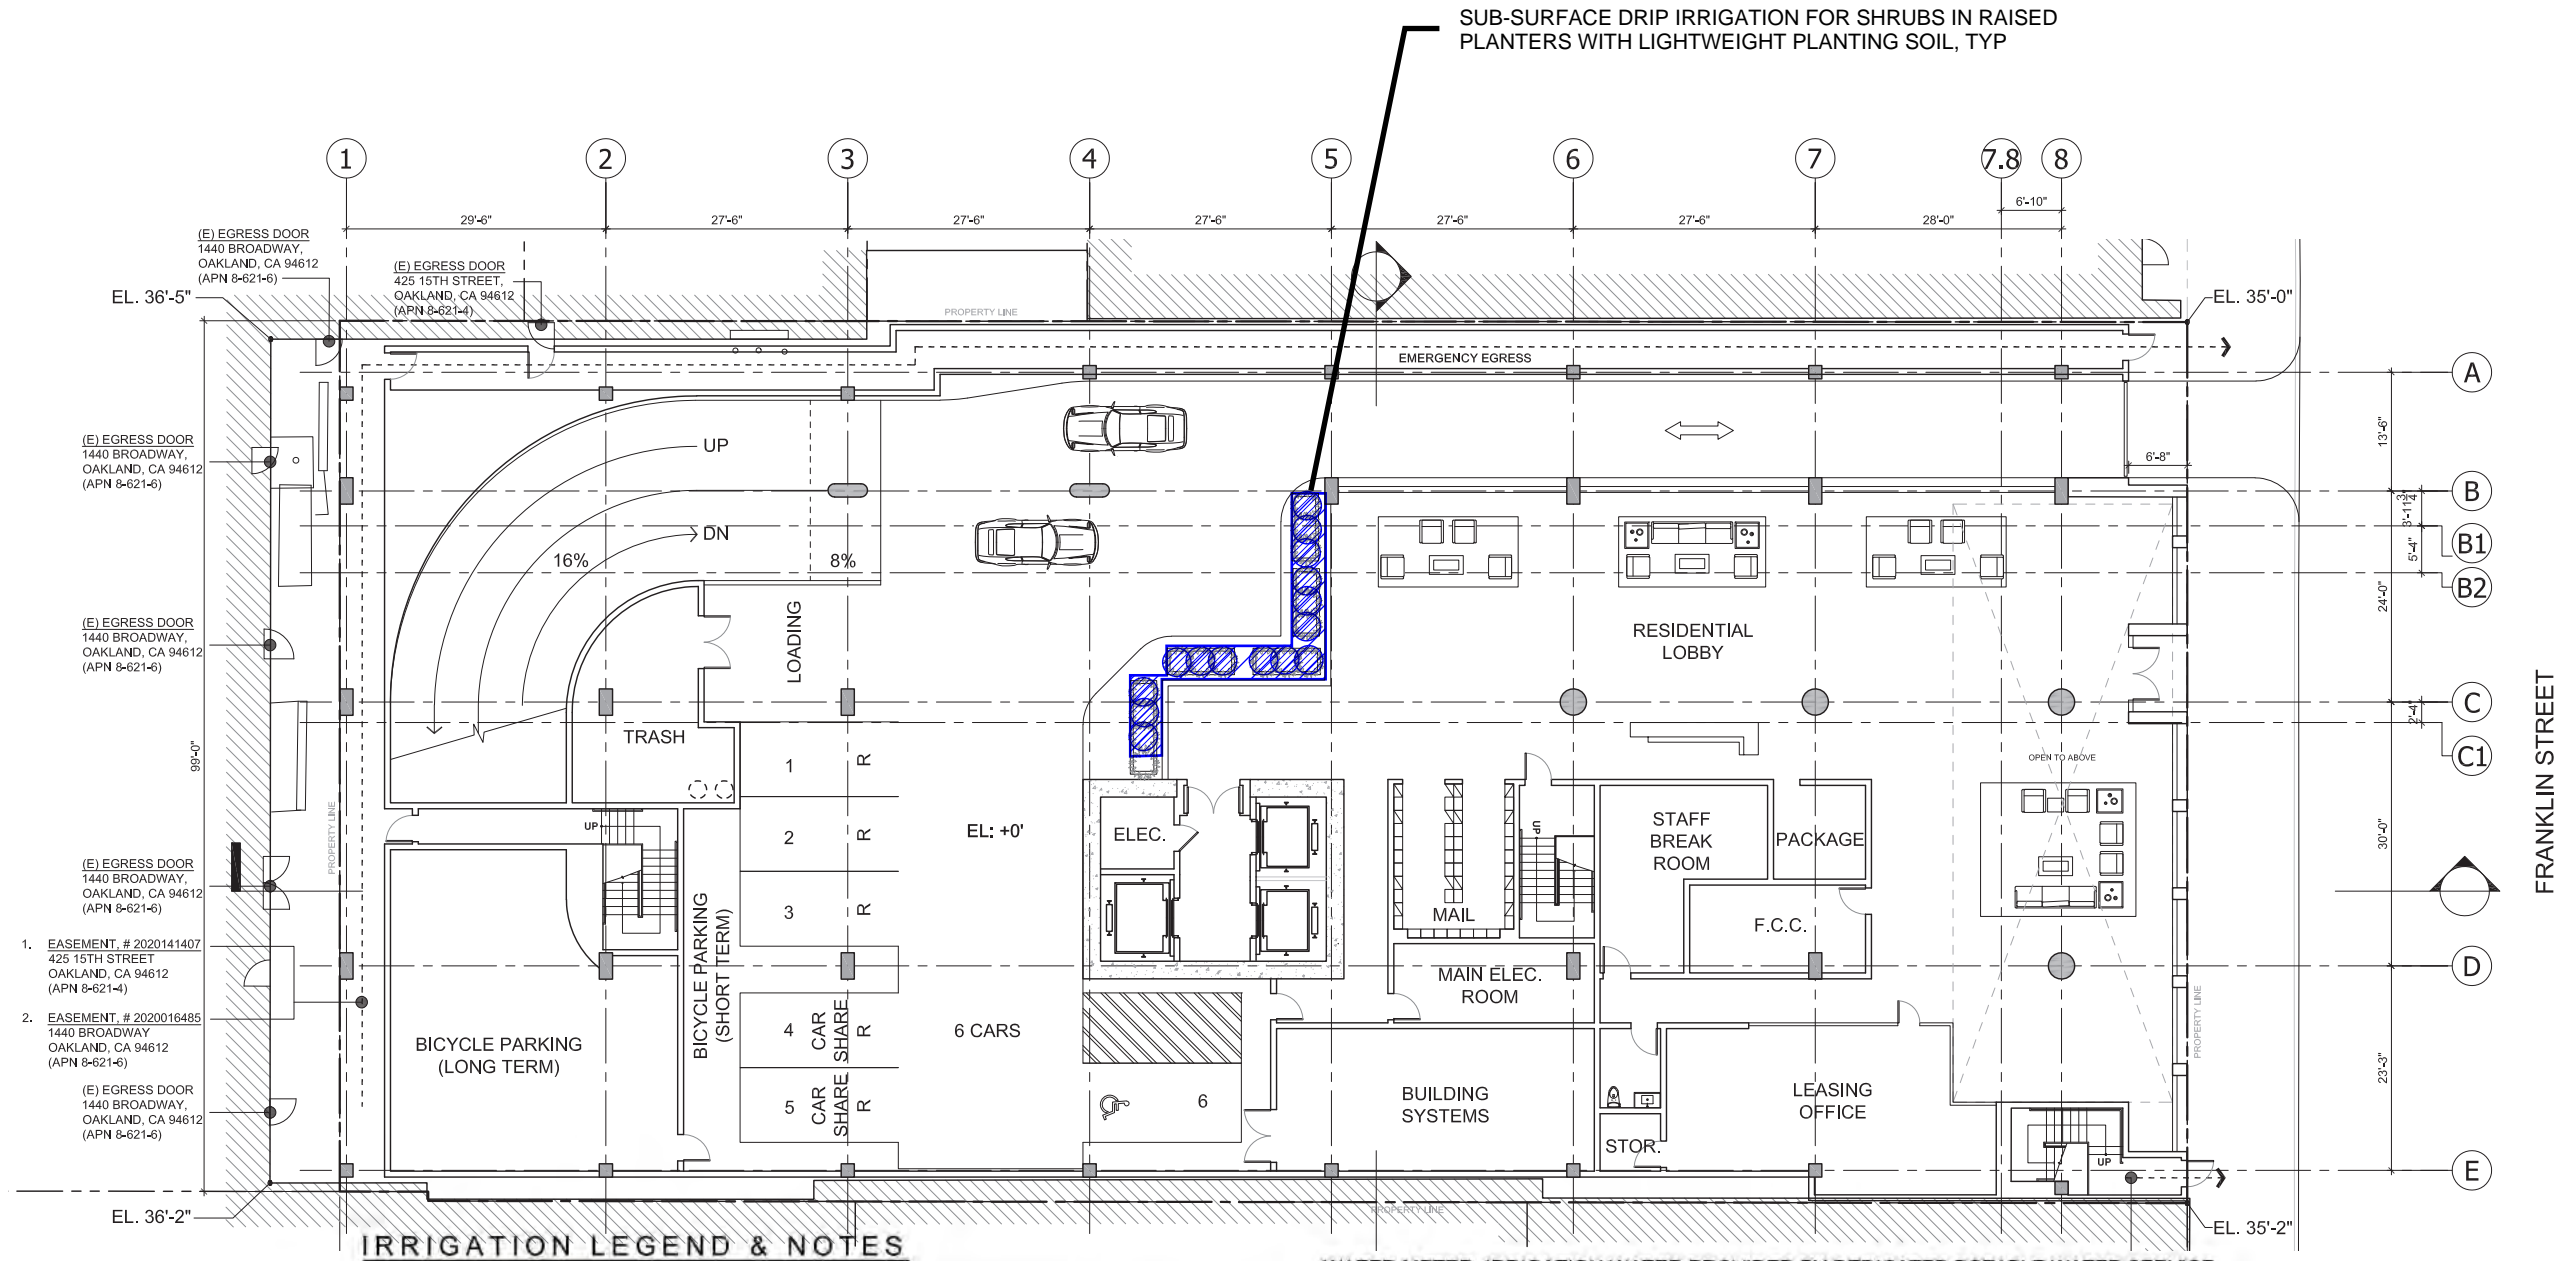 SUB-SURFACE DRIP IRRIGATION FOR SHRUBS IN RAISED
PLANTERS WITH LIGHTWEIGHT PLANTING SOIL, TYP
1
2
3
4
5
6
7
7.8
8
29'-6"
27'-6"
27'-6"
27'-6"
27'-6"
27'-6"
28'-0"
6'-10"
(E) EGRESS DOOR
1440 BROADWAY,
OAKLAND, CA 94612
(APN 8-621-6)
(E) EGRESS DOOR
425 15TH STREET,
OAKLAND, CA 94612
(APN 8-621-4)
EL. 36'-5"
EL. 35'-0"
PROPERTY LINE
EMERGENCY EGRESS
A
(E) EGRESS DOOR
1440 BROADWAY,
OAKLAND, CA 94612
(APN 8-621-6)
UP
DN
16%
8%
13'-6"
6'-8"
B
3'-11 3/4"
B1
5'-4"
B2
24'-0"
(E) EGRESS DOOR
1440 BROADWAY,
OAKLAND, CA 94612
(APN 8-621-6)
LOADING
RESIDENTIAL
LOBBY
C
2'-4"
C1
FRANKLIN STREET
99'-0"
TRASH
OPEN TO ABOVE
1
R
2
R
3
R
EL: +0'
ELEC.
UP
UP
STAFF
BREAK
ROOM
PACKAGE
30'-0"
PROPERTY LINE
(E) EGRESS DOOR
1440 BROADWAY,
OAKLAND, CA 94612
(APN 8-621-6)
MAIL
F.C.C.
BICYCLE PARKING
(SHORT TERM)
1. EASEMENT, # 2020141407
425 15TH STREET
OAKLAND, CA 94612
(APN 8-621-4)
D
MAIN ELEC.
ROOM
2. EASEMENT, # 2020016485
1440 BROADWAY
OAKLAND, CA 94612
(APN 8-621-6)
BICYCLE PARKING
(LONG TERM)
4
CAR
SHARE
R
6 CARS
PROPERTY LINE
23'-3"
(E) EGRESS DOOR
1440 BROADWAY,
OAKLAND, CA 94612
(APN 8-621-6)
5
CAR
SHARE
R
6
BUILDING
SYSTEMS
LEASING
OFFICE
STOR.
UP
E
EL. 36'-2"
PROPERTY LINE
EL. 35'-2"
IRRIGATION LEGEND & NOTES